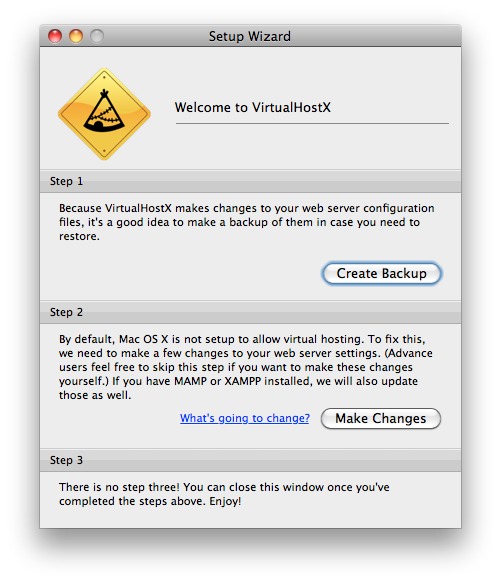 Setup Wizard
Welcome to VirtualHostX
Step 1
Because VirtualHostX makes changes to your web server configuration
files, it's a good idea to make a backup of them in case you need to
restore.
Create Backup
Step 2
By default, Mac OS X is not setup to allow virtual hosting. To fix this,
we need to make a few changes to your web server settings. (Advance
users feel free to skip this step if you want to make these changes
yourself.) If you have MAMP or XAMPP installed, we will also update
those as well.
What's going to change?
Make Changes
Step 3
There is no step three! You can close this window once you've
completed the steps above. Enjoy!